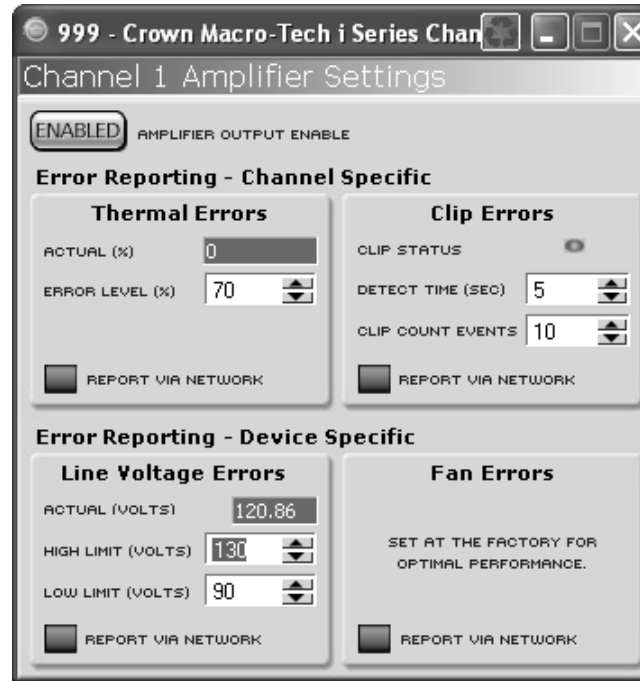 999 - Crown Macro-Tech i Series Chan
Channel 1 Amplifier Settings
ENABLED AMPLIFIER OUTPUT ENABLE
Error Reporting - Channel Specific
Thermal Errors
ACTUAL (%) 0
ERROR LEVEL (%) 70
REPORT VIA NETWORK
Clip Errors
CLIP STATUS
DETECT TIME (SEC) 5
CLIP COUNT EVENTS 10
REPORT VIA NETWORK
Error Reporting - Device Specific
Line Voltage Errors
ACTUAL (VOLTS) 120.86
HIGH LIMIT (VOLTS) 130
LOW LIMIT (VOLTS) 90
REPORT VIA NETWORK
Fan Errors
SET AT THE FACTORY FOR
OPTIMAL PERFORMANCE.
REPORT VIA NETWORK